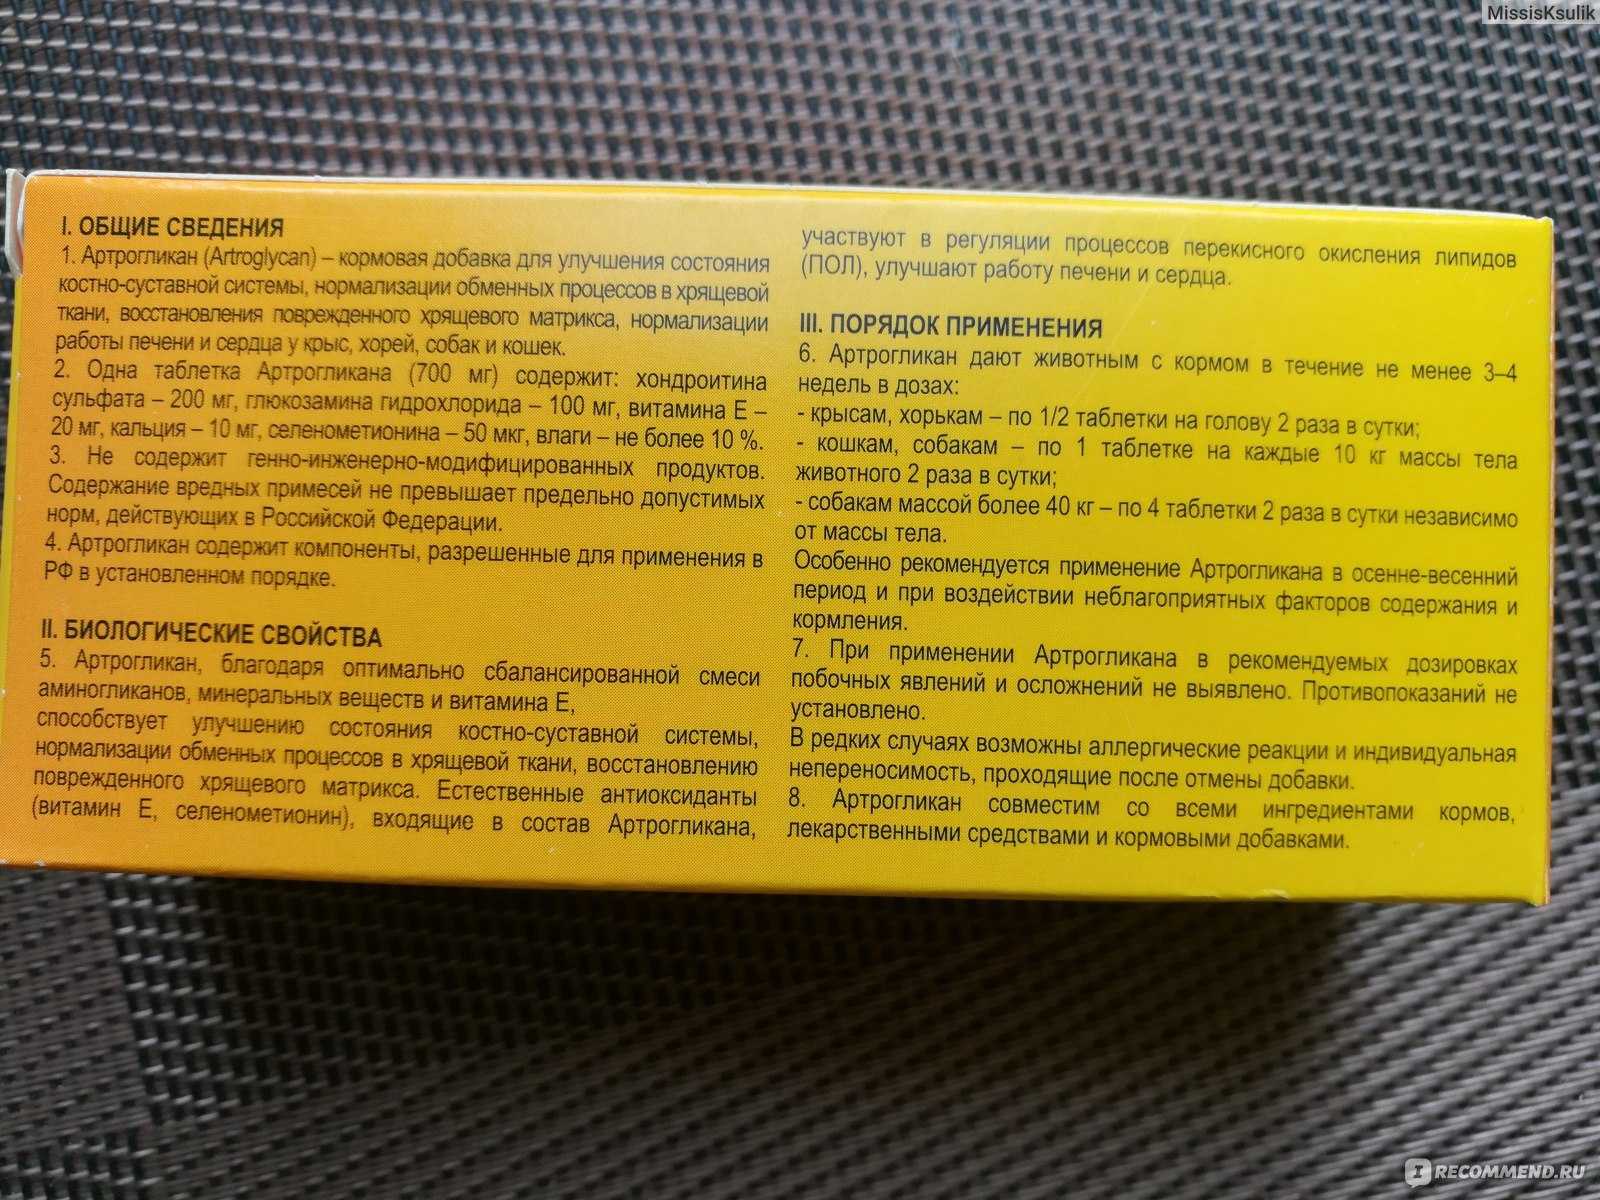 MissisKsulik
I. ОБЩИЕ СВЕДЕНИЯ
1. Артрогликан (Artroglycan) – кормовая добавка для улучшения состояния
костно-суставной системы, нормализации обменных процессов в хрящевой
ткани, восстановления поврежденного хрящевого матрикса, нормализации
работы печени и сердца у крыс, хорей, собак и кошек.
2. Одна таблетка Артрогликана (700 мг) содержит: хондроитина
сульфата – 200 мг, глюкозамина гидрохлорида – 100 мг, витамина Е –
20 мг, кальция – 10 мг, селенометионина – 50 мкг, влаги – не более 10 %.
3. Не содержит генно-инженерно-модифицированных продуктов.
Содержание вредных примесей не превышает предельно допустимых
норм, действующих в Российской Федерации.
4. Артрогликан содержит компоненты, разрешенные для применения в
РФ в установленном порядке.
II. БИОЛОГИЧЕСКИЕ СВОЙСТВА
5. Артрогликан, благодаря оптимально сбалансированной смеси
аминогликанов, минеральных веществ и витамина Е,
способствует улучшению состояния костно-суставной системы,
нормализации обменных процессов в хрящевой ткани, восстановлению
поврежденного хрящевого матрикса. Естественные антиоксиданты
(витамин Е, селенометионин), входящие в состав Артрогликана,
участвуют в регуляции процессов перекисного окисления липидов
(ПОЛ), улучшают работу печени и сердца.
III. ПОРЯДОК ПРИМЕНЕНИЯ
6. Артрогликан дают животным с кормом в течение не менее 3–4
недель в дозах:
- крысам, хорькам – по 1/2 таблетки на голову 2 раза в сутки;
- кошкам, собакам – по 1 таблетке на каждые 10 кг массы тела
животного 2 раза в сутки;
- собакам массой более 40 кг – по 4 таблетки 2 раза в сутки независимо
от массы тела.
Особенно рекомендуется применение Артрогликана в осенне-весенний
период и при воздействии неблагоприятных факторов содержания и
кормления.
7. При применении Артрогликана в рекомендуемых дозировках
побочных явлений и осложнений не выявлено. Противопоказаний не
установлено.
В редких случаях возможны аллергические реакции и индивидуальная
непереносимость, проходящие после отмены добавки.
8. Артрогликан совместим со всеми ингредиентами кормов,
лекарственными средствами и кормовыми добавками.
RECOMMEND.RU